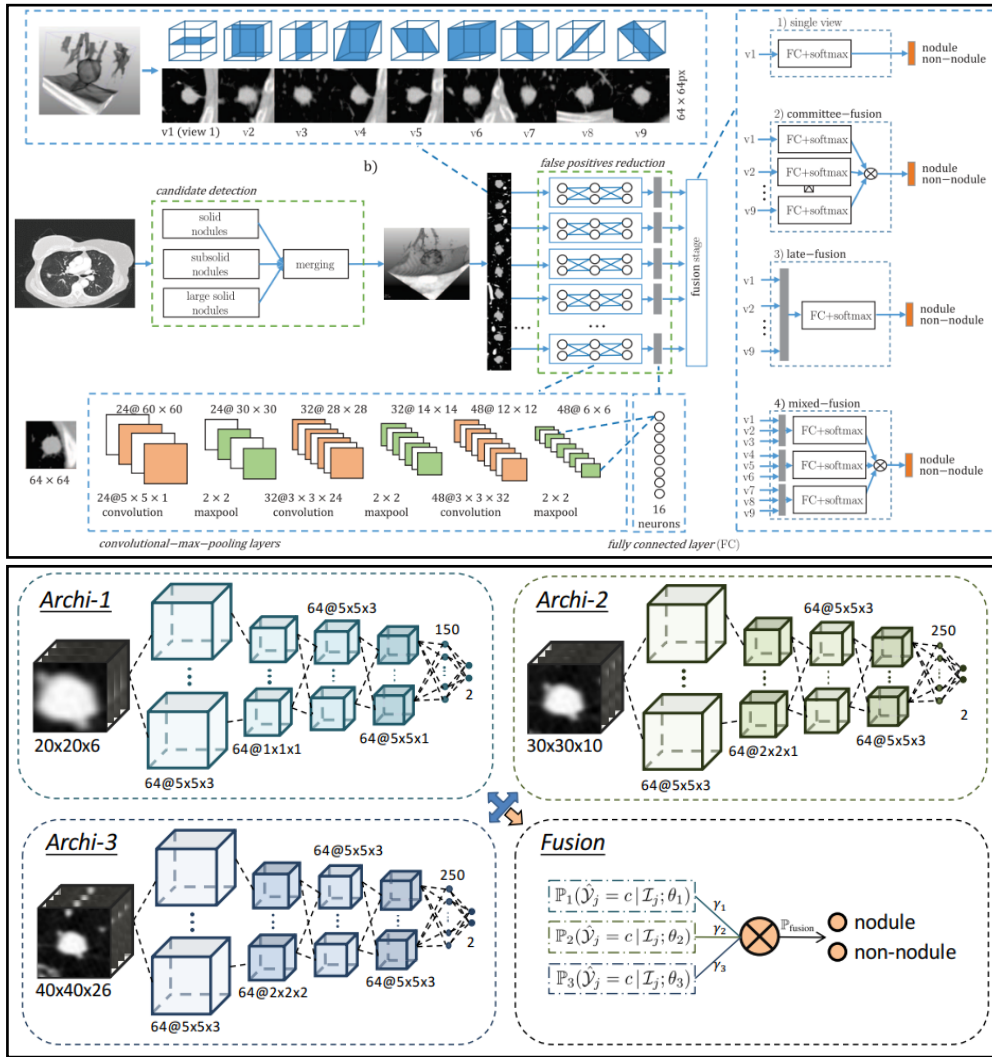 v1 (view 1) v2 v3 v4 v5 v6 v7 v8 v9
64 × 64px
b)
candidate detection
solid
nodules
subsolid
nodules
large solid
nodules
merging
false positives reduction
...
...
fusion stage
64 × 64
24@ 60 × 60 24@ 30 × 30 32@ 28 × 28 32@ 14 × 14 48@ 12 × 12 48@ 6 × 6
24@5 × 5 × 1 2 × 2 32@3 × 3 × 24 2 × 2 48@3 × 3 × 32 2 × 2
convolution maxpool convolution maxpool convolution maxpool
16
neurons
convolutional−max−pooling layers
fully connected layer (FC)
1) single view
v1
FC+softmax
nodule
non−nodule
2) committee−fusion
v1
FC+softmax
v2
FC+softmax
v9
FC+softmax
nodule
non−nodule
3) late−fusion
v1
v2
v9
FC+softmax
nodule
non−nodule
4) mixed−fusion
v1
v2
v3
FC+softmax
v4
v5
v6
FC+softmax
v7
v8
v9
FC+softmax
nodule
non−nodule
Archi-1
64@5x5x3
150
2
20x20x6
64@1x1x1
64@5x5x1
64@5x5x3
Archi-2
64@5x5x3
250
2
30x30x10
64@2x2x1
64@5x5x3
64@5x5x3
Archi-3
64@5x5x3
250
2
40x40x26
64@2x2x2
64@5x5x3
64@5x5x3
Fusion
ℙ₁(Ŷⱼ = c | ℐⱼ; θ₁)
γ₁
ℙ₂(Ŷⱼ = c | ℐⱼ; θ₂)
γ₂
ℙ₃(Ŷⱼ = c | ℐⱼ; θ₃)
γ₃
ℙfusion
nodule
non-nodule